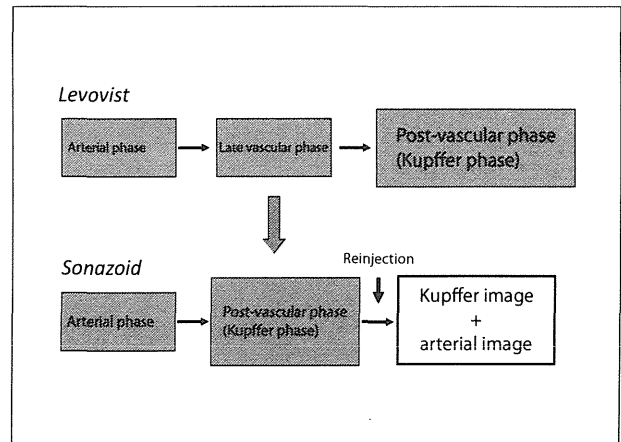 Levovist
Arterial phase
Late vascular phase
Post-vascular phase
(Kupffer phase)
Reinjection
Sonazoid
Arterial phase
Post-vascular phase
(Kupffer phase)
Kupffer image
+
arterial image